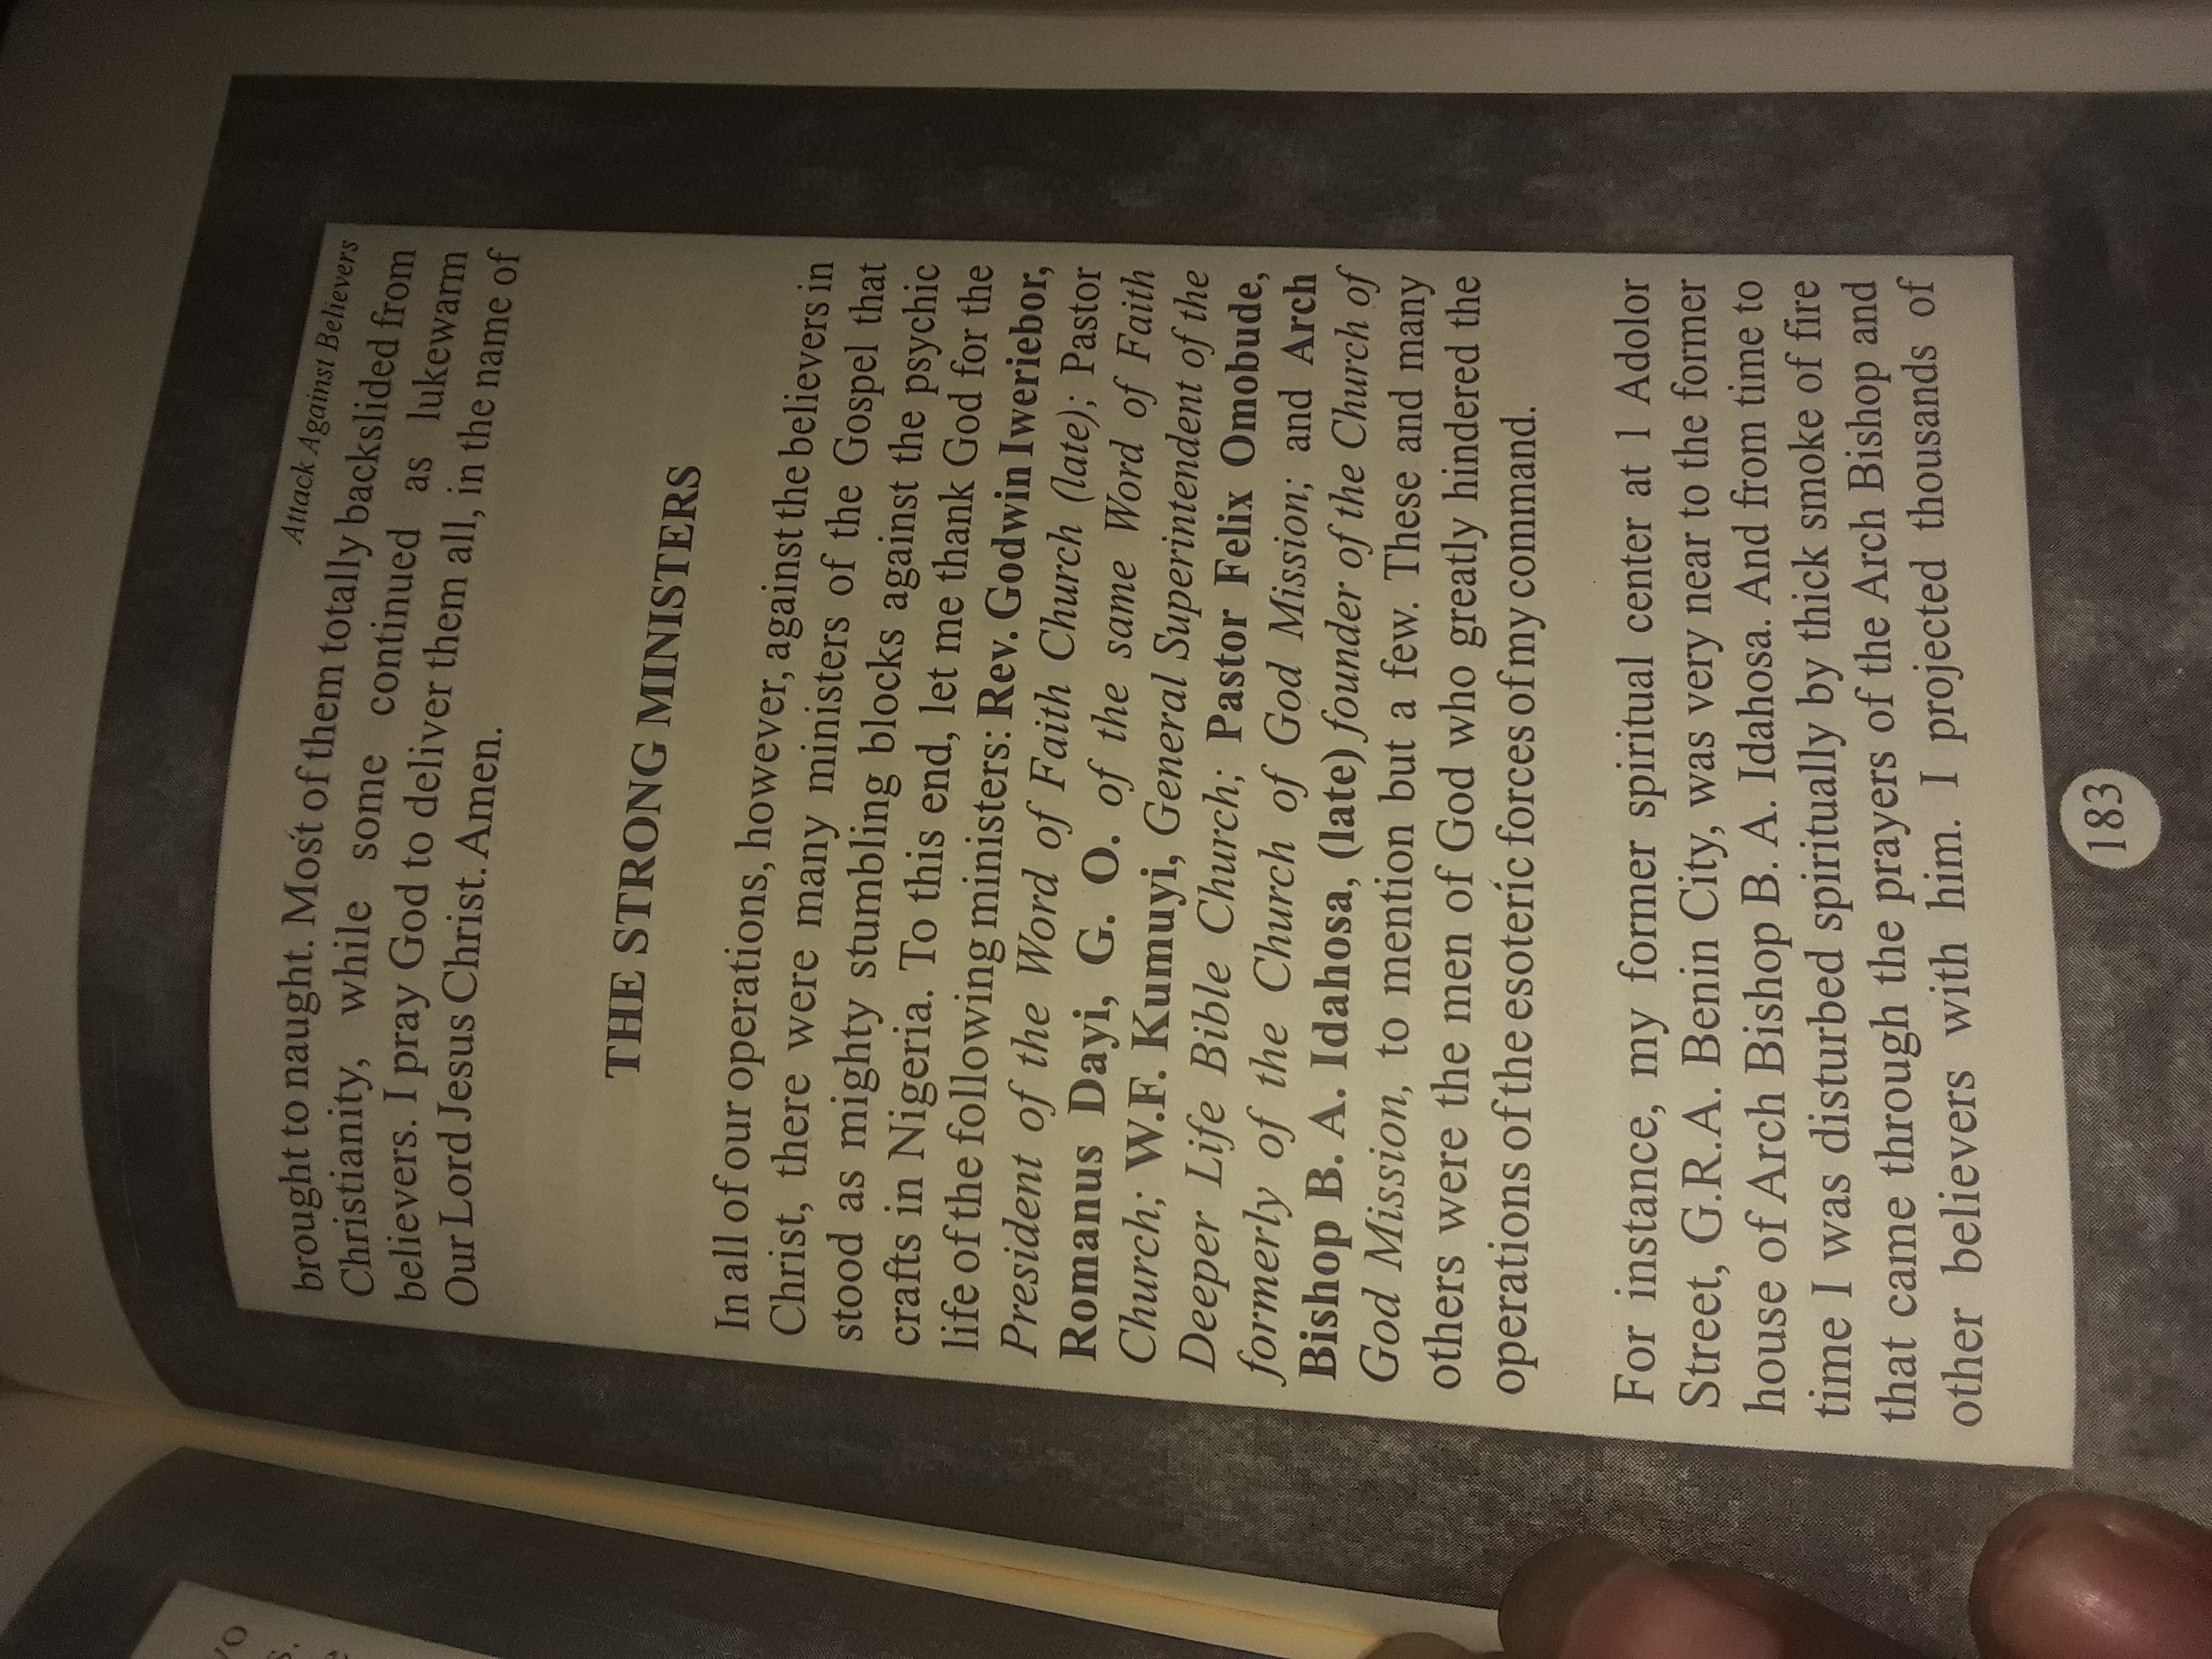 Attack Against Believers
brought to naught. Most of them totally backslided from
Christianity, while some continued as lukewarm
believers. I pray God to deliver them all, in the name of
Our Lord Jesus Christ. Amen.
THE STRONG MINISTERS
In all of our operations, however, against the believers in
Christ, there were many ministers of the Gospel that
stood as mighty stumbling blocks against the psychic
crafts in Nigeria. To this end, let me thank God for the
life of the following ministers: Rev. Godwin Iweriebor,
President of the Word of Faith Church (late); Pastor
Romanus Dayi, G. O. of the same Word of Faith
Church; W.F. Kumuyi, General Superintendent of the
Deeper Life Bible Church; Pastor Felix Omobude,
formerly of the Church of God Mission; and Arch
Bishop B. A. Idahosa, (late) founder of the Church of
God Mission, to mention but a few. These and many
others were the men of God who greatly hindered the
operations of the esoteric forces of my command.
For instance, my former spiritual center at 1 Adolor
Street, G.R.A. Benin City, was very near to the former
house of Arch Bishop B. A. Idahosa. And from time to
time I was disturbed spiritually by thick smoke of fire
that came through the prayers of the Arch Bishop and
other believers with him. I projected thousands of
183